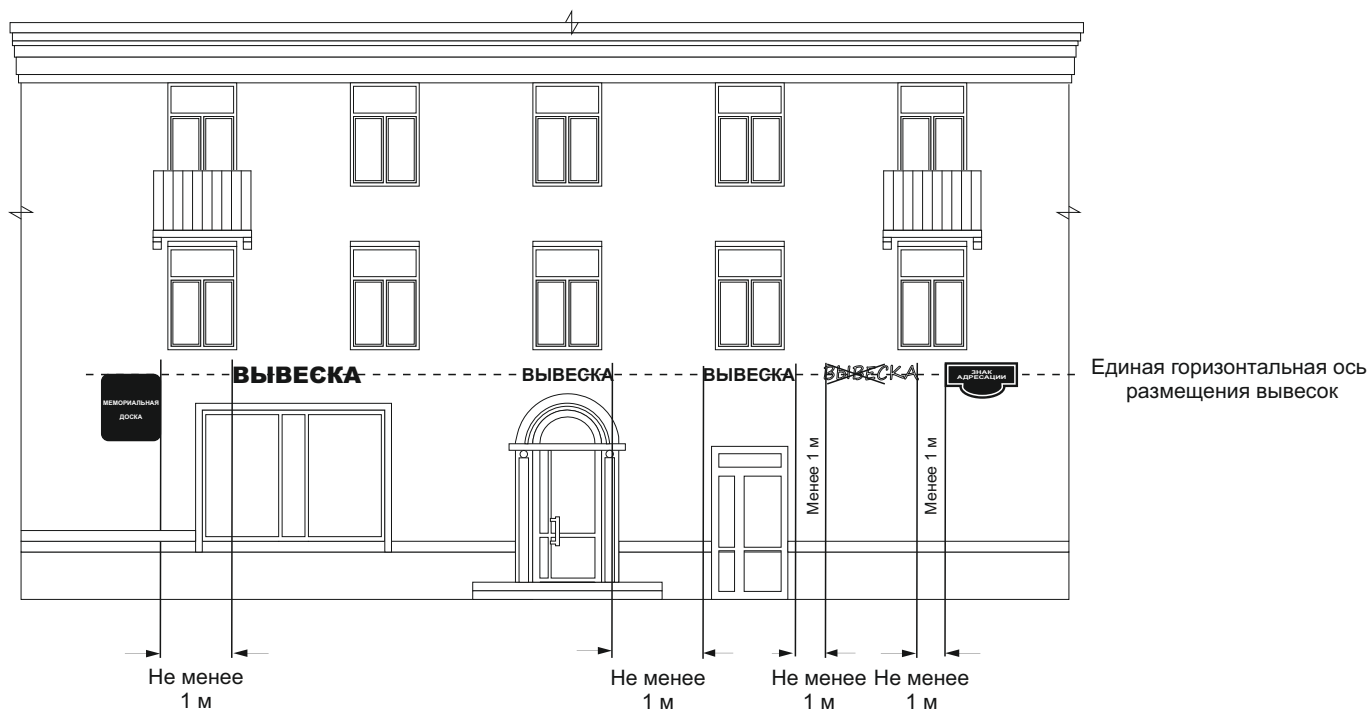 ВЫВЕСКА
ВЫВЕСКА
ВЫВЕСКА
ВЫВЕСКА
ЗНАК
АДРЕСАЦИИ
Единая горизонтальная ось
размещения вывесок
МЕМОРИАЛЬНАЯ
ДОСКА
Менее 1 м
Менее 1 м
Не менее
1 м
Не менее
1 м
Не менее
1 м
Не менее
1 м